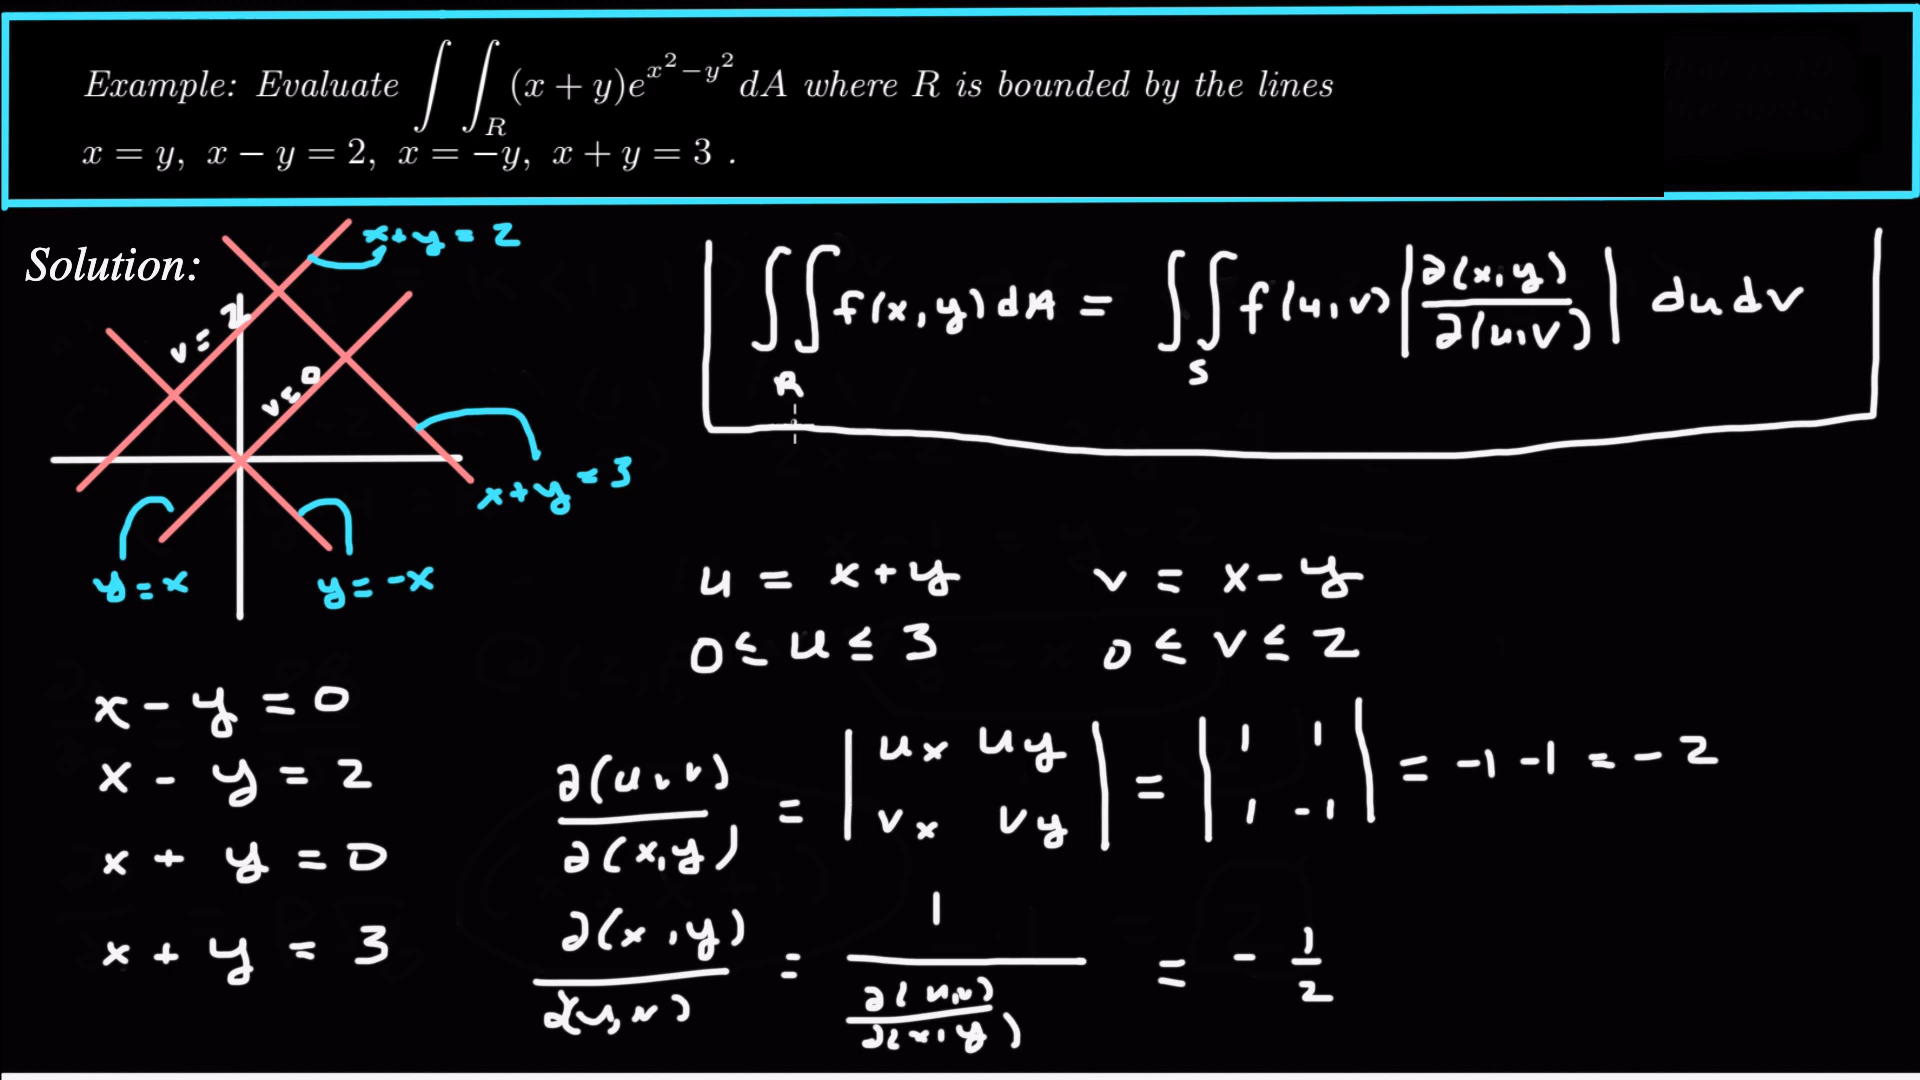 Example: Evaluate ∫∫_R (x + y)e^{x^2−y^2} dA where R is bounded by the lines
x = y, x − y = 2, x = −y, x + y = 3 .
Solution:
x+y = 2
v = 2
v = 0
x+y = 3
y = x
y = -x
∫∫_R f(x,y) dA = ∫∫_S f(u,v) |∂(x,y)/∂(u,v)| du dv
u = x+y v = x-y
0 ≤ u ≤ 3 0 ≤ v ≤ 2
x - y = 0
x - y = 2
x + y = 0
x + y = 3
∂(u,v)/∂(x,y) = |u_x u_y; v_x v_y| = |1 1; 1 -1| = -1 -1 = -2
∂(x,y)/∂(u,v) = 1/(∂(u,v)/∂(x,y)) = - 1/2